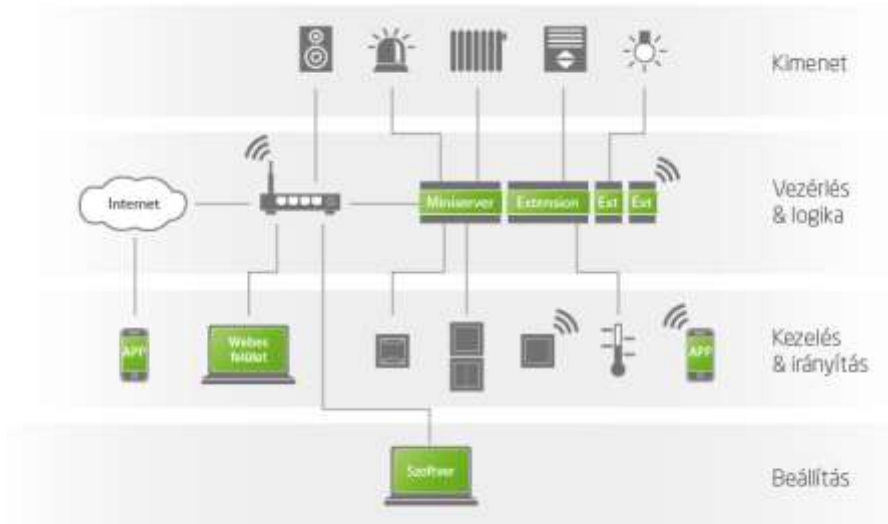 Kimenet
Internet
Miniserver
Extension
Ext
Ext
Vezérlés
& logika
APP
Webes
felület
APP
Kezelés
& irányítás
Szoftver
Beállítás